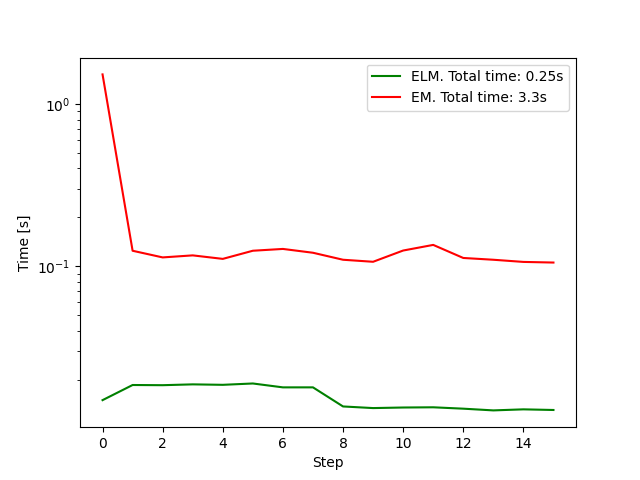 ELM. Total time: 0.25s
EM. Total time: 3.3s
10⁰
10⁻¹
Time [s]
0 2 4 6 8 10 12 14
Step